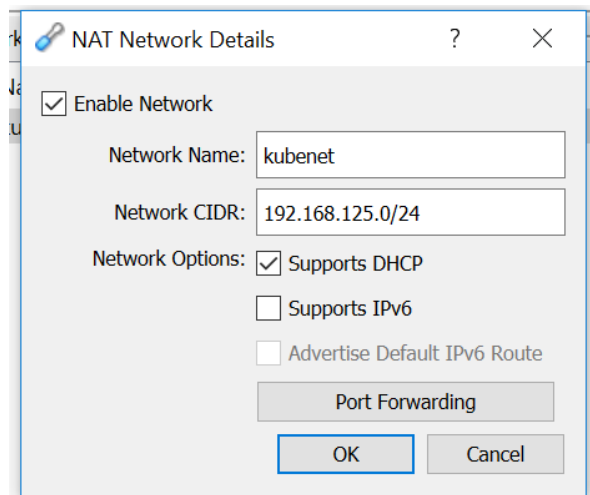 NAT Network Details ?
Enable Network
Network Name: kubenet
Network CIDR: 192.168.125.0/24
Network Options: Supports DHCP
Supports IPv6
Advertise Default IPv6 Route
Port Forwarding
OK Cancel